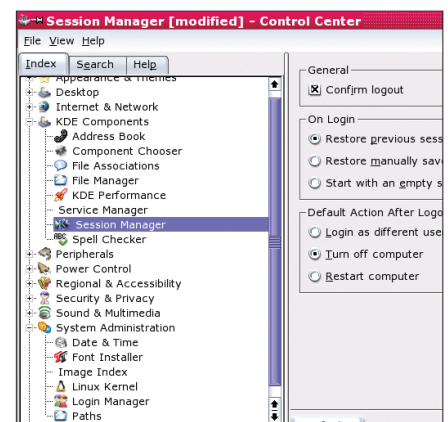 Session Manager [modified] – Control Center
File View Help
Index Search Help
Appearance & Themes
Desktop
Internet & Network
KDE Components
Address Book
Component Chooser
File Associations
File Manager
KDE Performance
Service Manager
Session Manager
Spell Checker
Peripherals
Power Control
Regional & Accessibility
Security & Privacy
Sound & Multimedia
System Administration
Date & Time
Font Installer
Image Index
Linux Kernel
Login Manager
Paths
General
Confirm logout
On Login
Restore previous sess
Restore manually sav
Start with an empty s
Default Action After Logo
Login as different use
Turn off computer
Restart computer